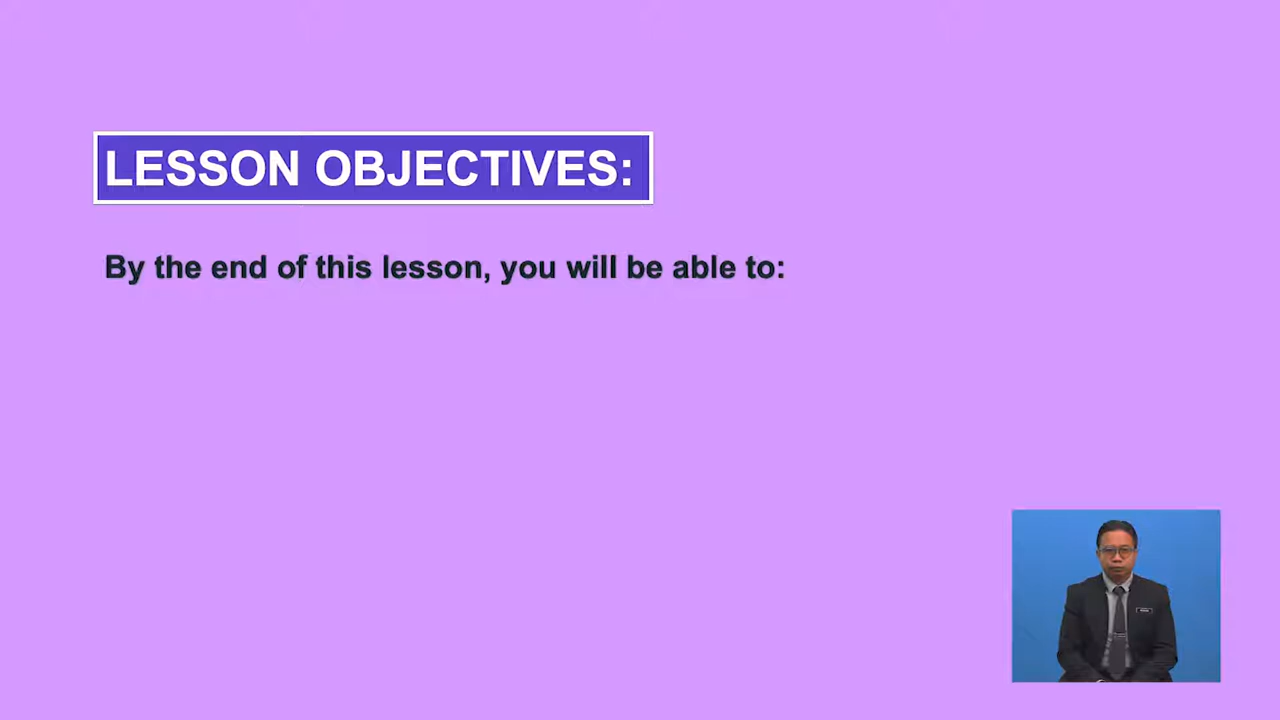 LESSON OBJECTIVES:
By the end of this lesson, you will be able to: